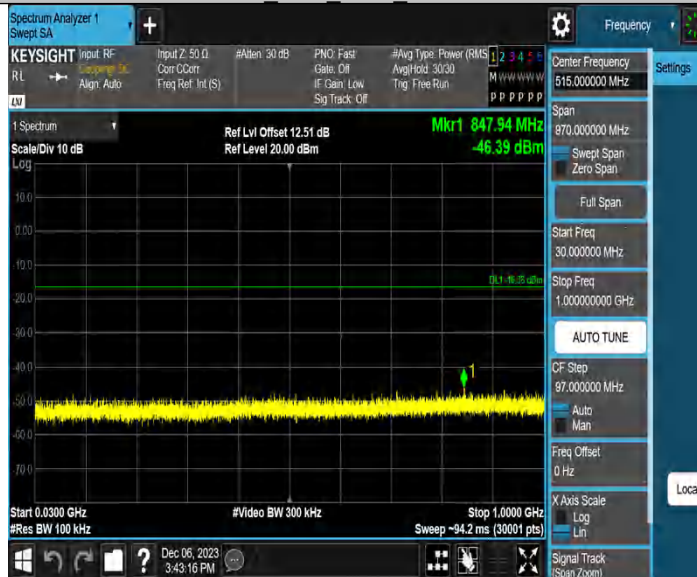 Spectrum Analyzer 1
Swept SA
+
Frequency
KEYSIGHT
RL
Input: RF
Coupling: DC
Align: Auto
Input Z: 50 Ω
Corr CCorr
Freq Ref: Int (S)
#Atten: 30 dB
PNO: Fast
Gate: Off
IF Gain: Low
Sig Track: Off
#Avg Type: Power (RMS
Avg|Hold: 30/30
Trig: Free Run
1 2 3 4 5 6
M W W W W W
P P P P P P
LXI
1 Spectrum
Scale/Div 10 dB
Log
Ref Lvl Offset 12.51 dB
Ref Level 20.00 dBm
Mkr1 847.94 MHz
-46.39 dBm
10.0
0.00
-10.0
-20.0
-30.0
-40.0
-50.0
-60.0
-70.0
1
Start 0.0300 GHz
#Res BW 100 kHz
#Video BW 300 kHz
Stop 1.0000 GHz
Sweep ~94.2 ms (30001 pts)
?
Dec 06, 2023
3:43:16 PM
Center Frequency
515.000000 MHz
Settings
Span
970.000000 MHz
Swept Span
Zero Span
Full Span
Start Freq
30.000000 MHz
Stop Freq
1.000000000 GHz
AUTO TUNE
CF Step
97.000000 MHz
Auto
Man
Freq Offset
0 Hz
X Axis Scale
Log
Lin
Loca
Signal Track
(Span Zoom)